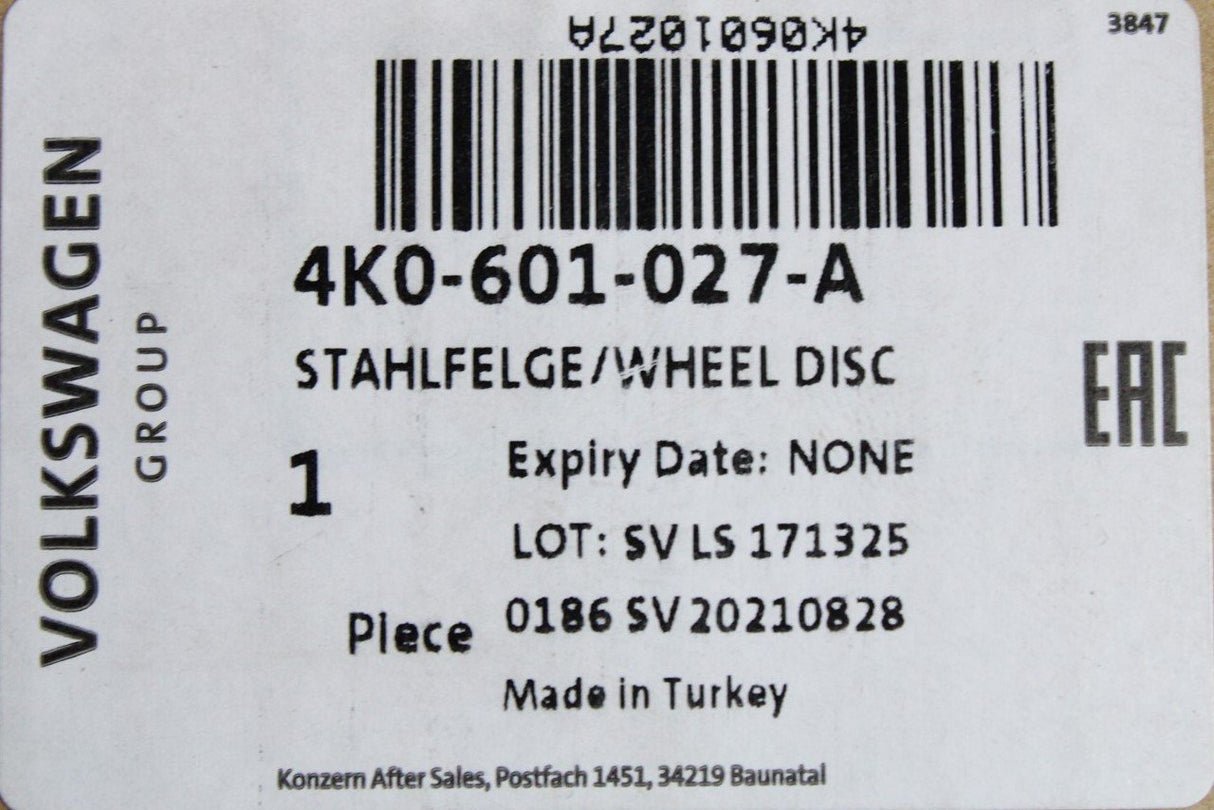 4K0601027A
3847
VOLKSWAGEN
GROUP
4K0-601-027-A
STAHLFELGE/WHEEL DISC
EAC
1
Expiry Date: NONE
LOT: SV LS 171325
Piece
0186 SV 20210828
Made in Turkey
Konzern After Sales, Postfach 1451, 34219 Baunatal